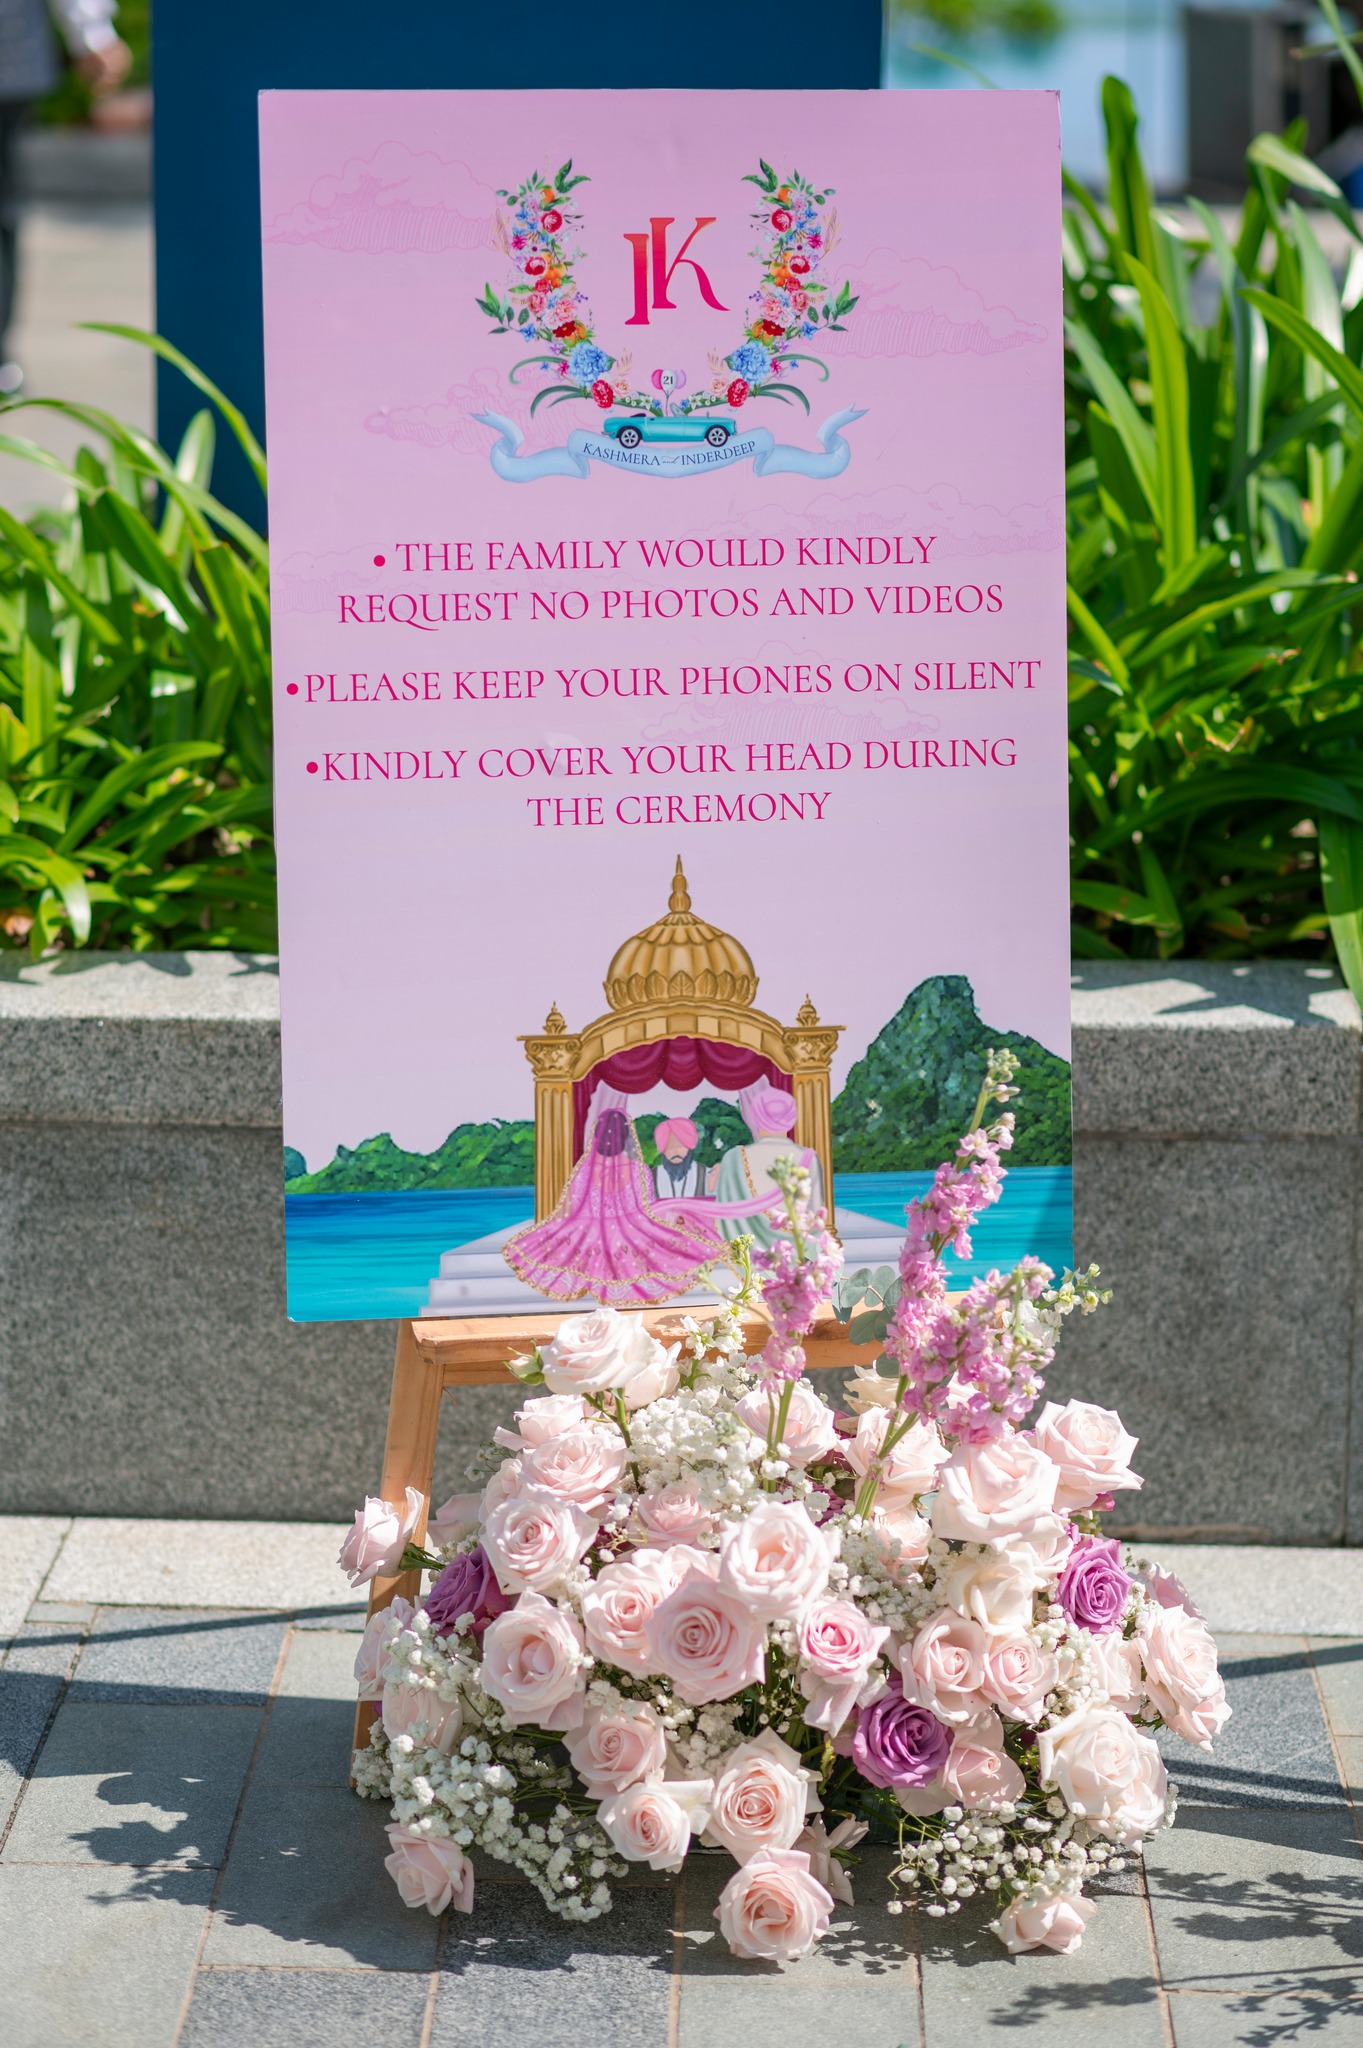 IK
21
KASHMERA and INDERDEEP
• THE FAMILY WOULD KINDLY
REQUEST NO PHOTOS AND VIDEOS
•PLEASE KEEP YOUR PHONES ON SILENT
•KINDLY COVER YOUR HEAD DURING
THE CEREMONY